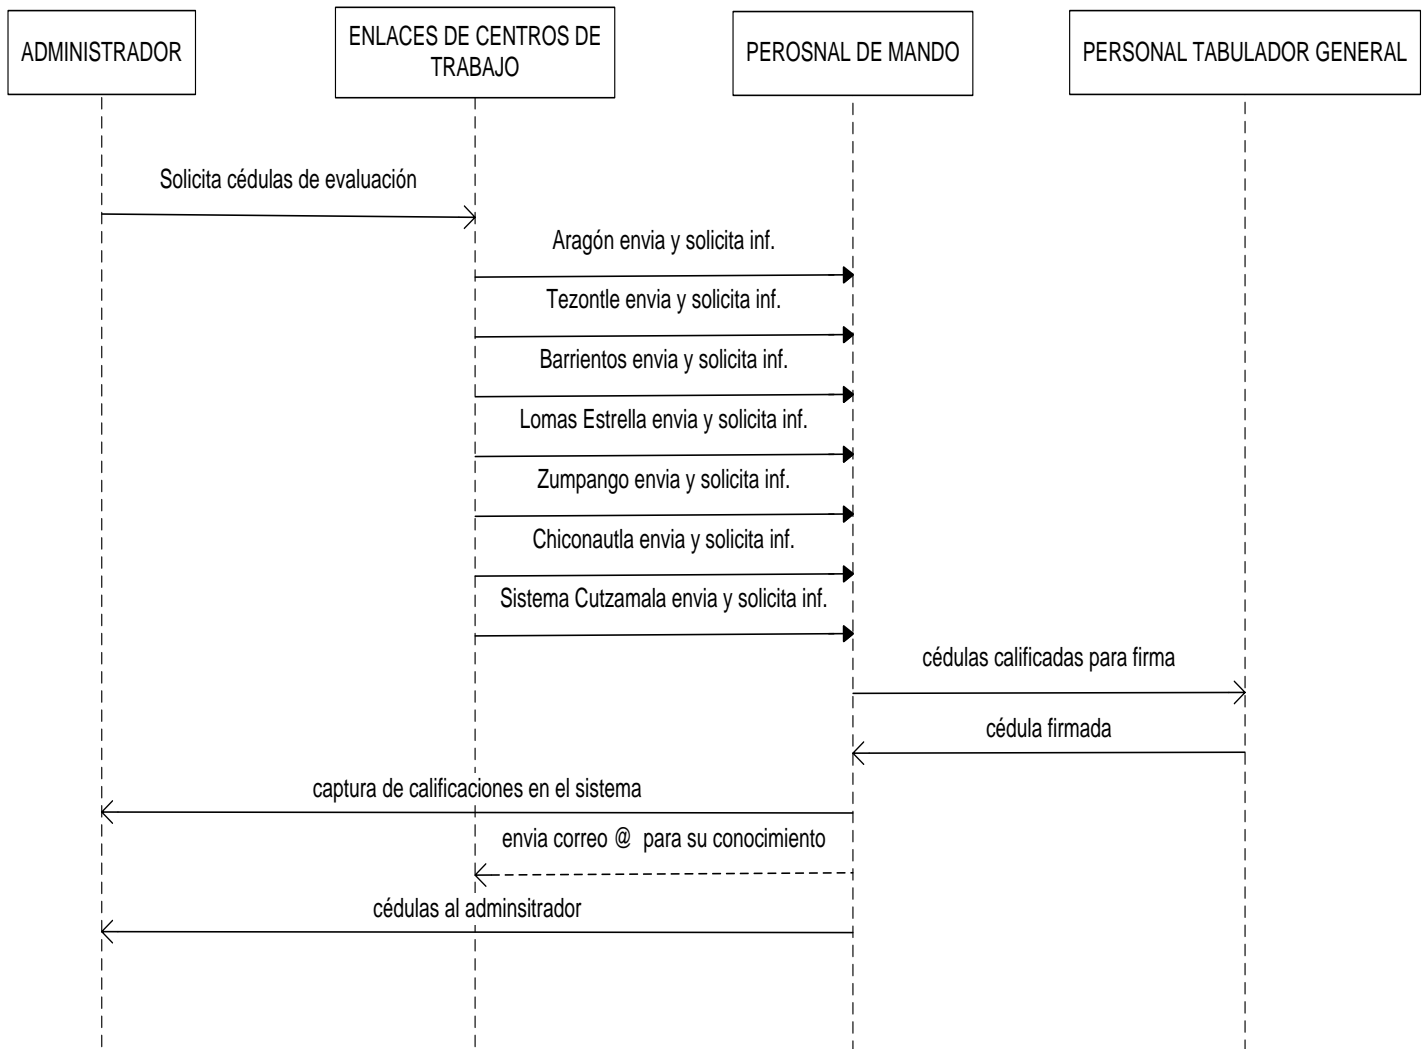 ADMINISTRADOR
ENLACES DE CENTROS DE
TRABAJO
PEROSNAL DE MANDO
PERSONAL TABULADOR GENERAL
Solicita cédulas de evaluación
Aragón envia y solicita inf.
Tezontle envia y solicita inf.
Barrientos envia y solicita inf.
Lomas Estrella envia y solicita inf.
Zumpango envia y solicita inf.
Chiconautla envia y solicita inf.
Sistema Cutzamala envia y solicita inf.
cédulas calificadas para firma
cédula firmada
captura de calificaciones en el sistema
envia correo @ para su conocimiento
cédulas al adminsitrador